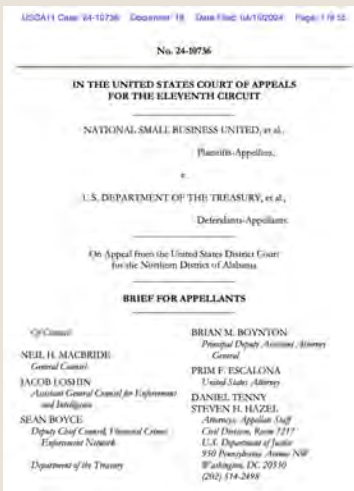 USCA11 Case: 24-10736 Document: 19 Date Filed: 04/15/2024 Page: 1 of 55
No. 24-10736
IN THE UNITED STATES COURT OF APPEALS
FOR THE ELEVENTH CIRCUIT
NATIONAL SMALL BUSINESS UNITED, et al.,
Plaintiffs-Appellees,
v.
U.S. DEPARTMENT OF THE TREASURY, et al.,
Defendants-Appellants.
On Appeal from the United States District Court
for the Northern District of Alabama
BRIEF FOR APPELLANTS
Of Counsel:
NEIL H. MACBRIDE
General Counsel
JACOB LOSHIN
Assistant General Counsel for Enforcement
and Intelligence
SEAN BOYCE
Deputy Chief Counsel, Financial Crimes
Enforcement Network
Department of the Treasury
BRIAN M. BOYNTON
Principal Deputy Assistant Attorney
General
PRIM F. ESCALONA
United States Attorney
DANIEL TENNY
STEVEN H. HAZEL
Attorneys, Appellate Staff
Civil Division, Room 7217
U.S. Department of Justice
950 Pennsylvania Avenue NW
Washington, DC 20530
(202) 514-2498